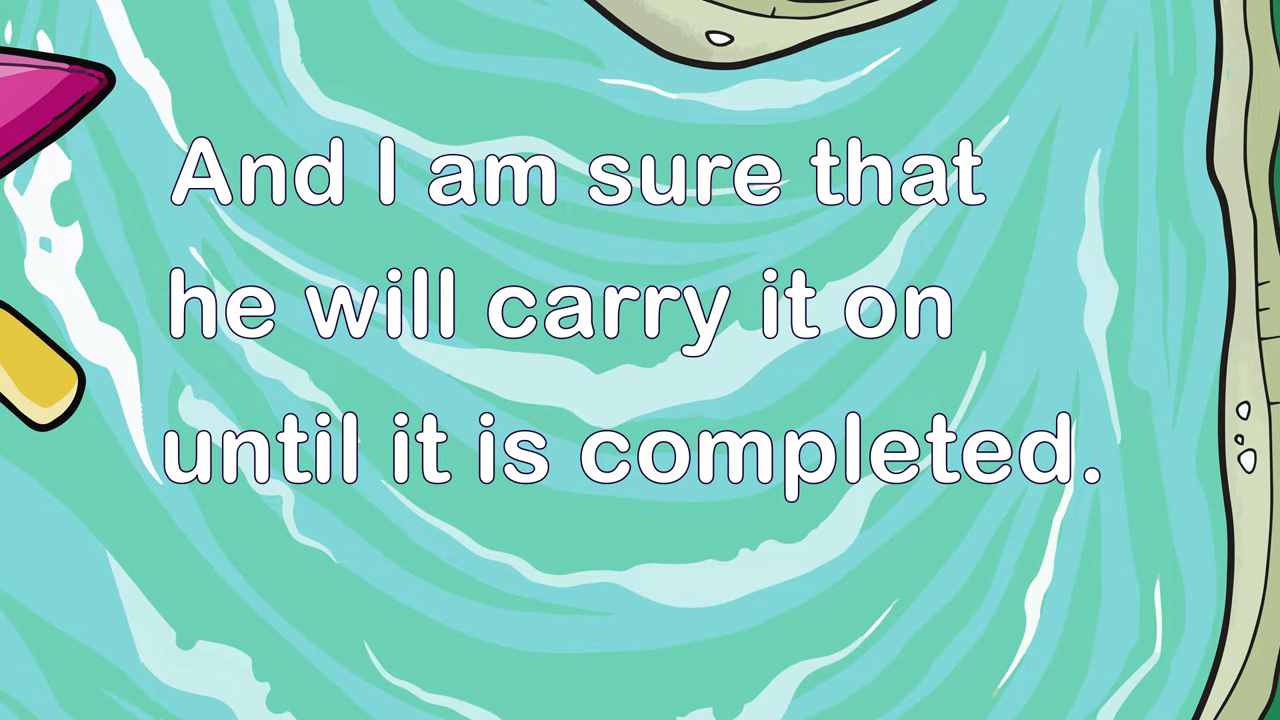 And I am sure that
he will carry it on
until it is completed.